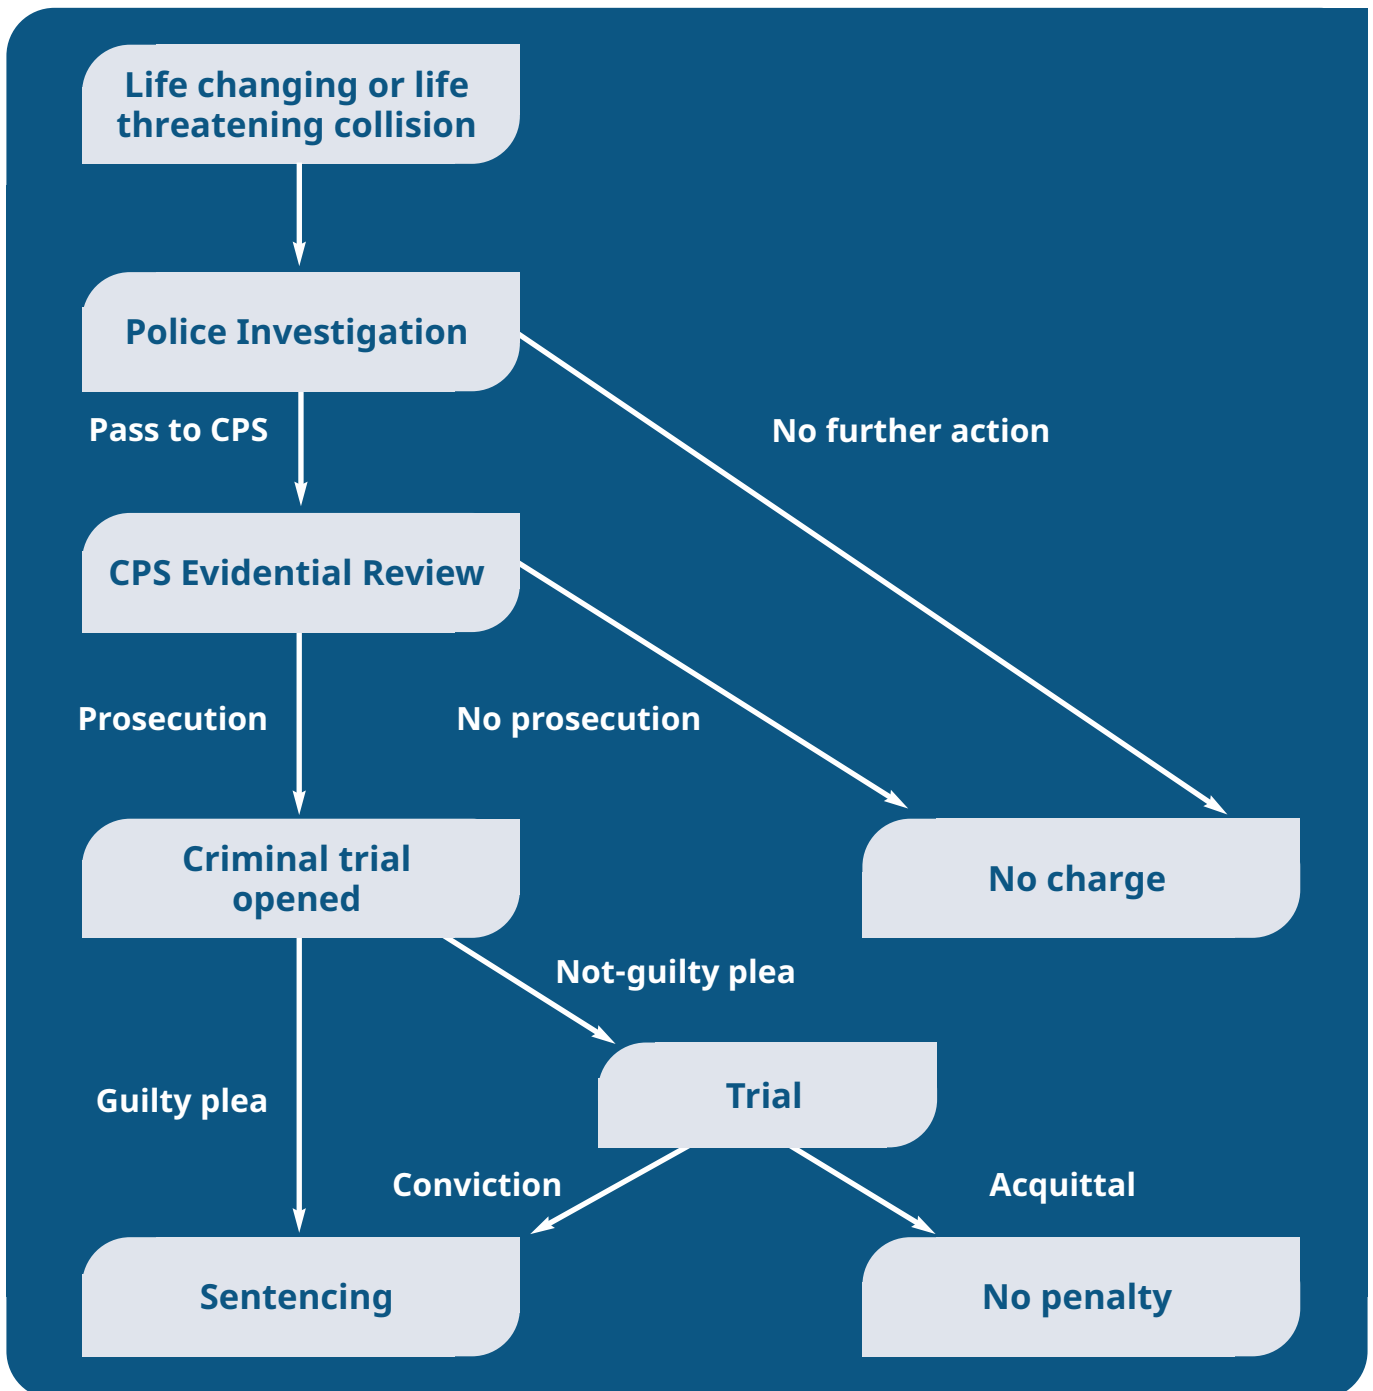 Life changing or life
threatening collision
Police Investigation
Pass to CPS
No further action
CPS Evidential Review
Prosecution
No prosecution
Criminal trial
opened
No charge
Not-guilty plea
Trial
Guilty plea
Conviction
Acquittal
Sentencing
No penalty